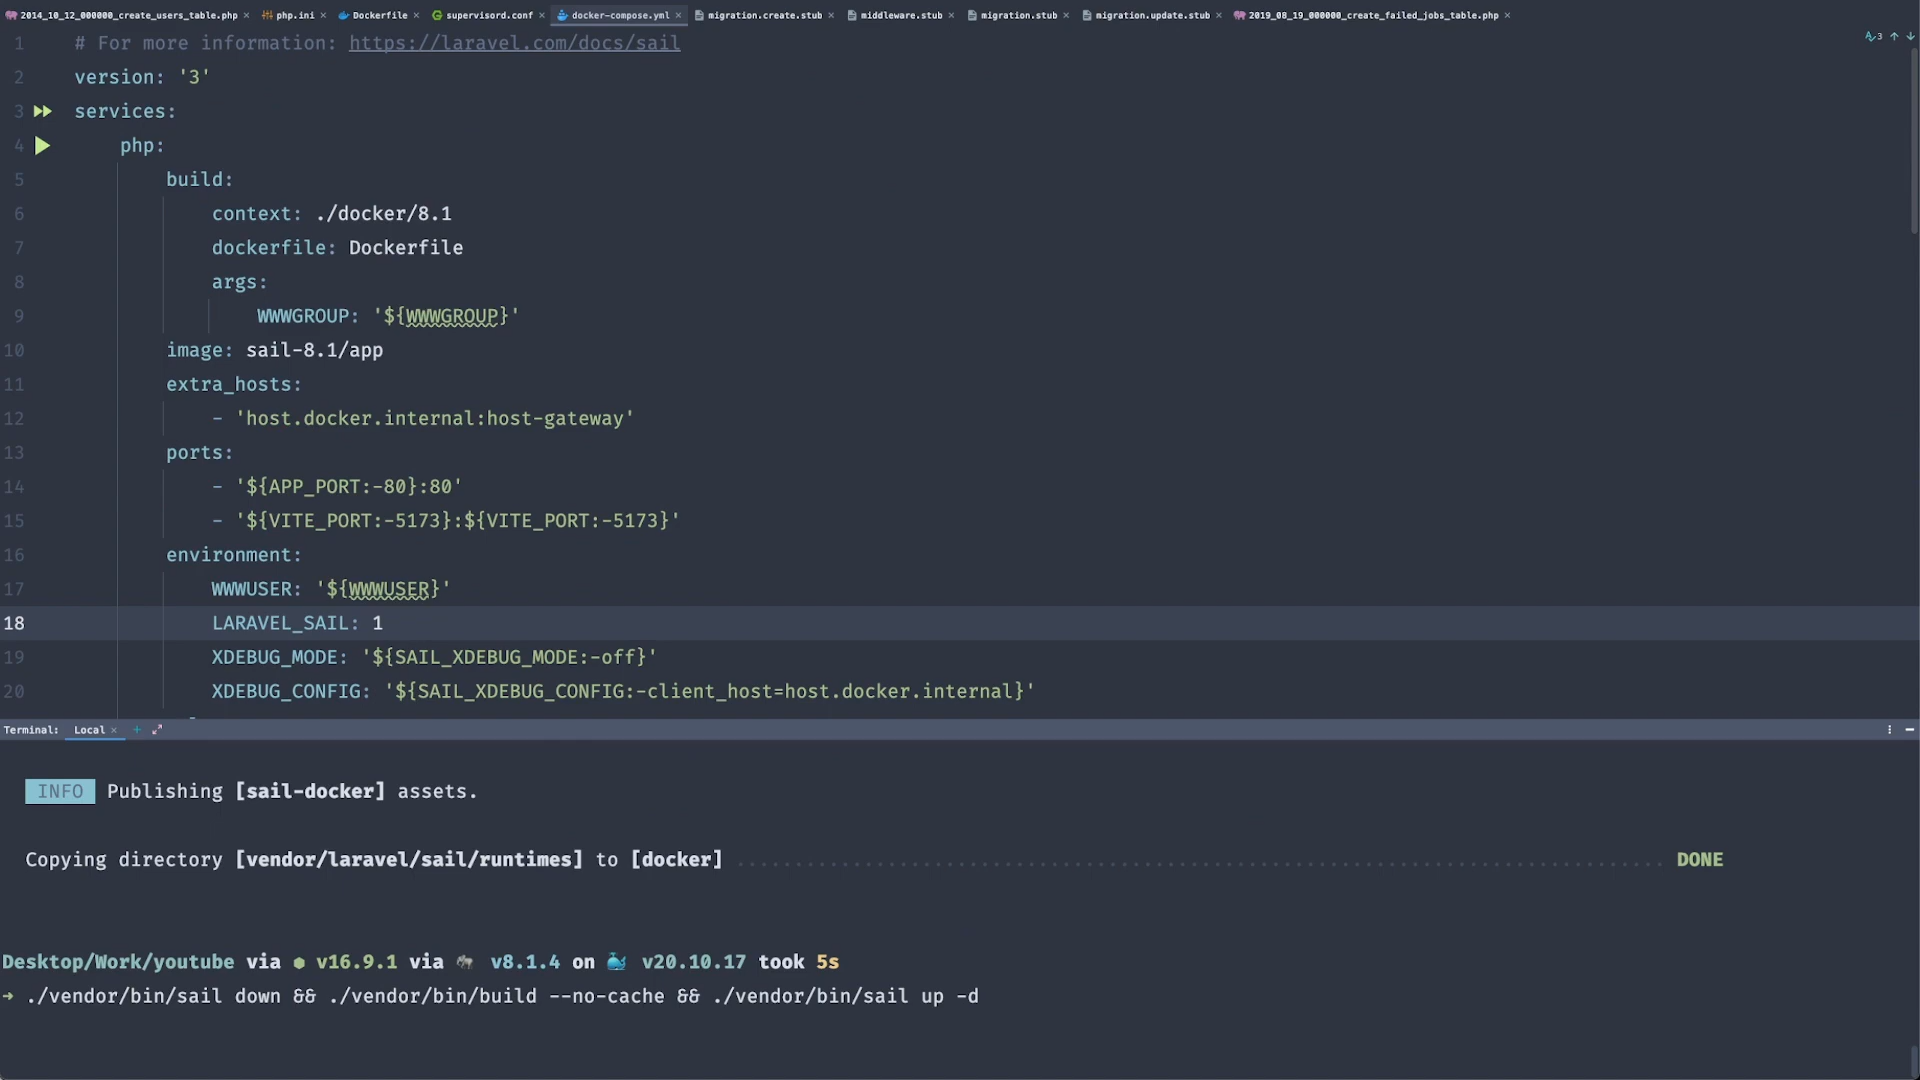 2014_10_12_000000_create_users_table.php × php.ini × Dockerfile × supervisord.conf × docker-compose.yml × migration.create.stub × middleware.stub × migration.stub × migration.update.stub × 2019_08_19_000000_create_failed_jobs_table.php ×
1 # For more information: https://laravel.com/docs/sail
3
2 version: '3'
3 services:
4 php:
5 build:
6 context: ./docker/8.1
7 dockerfile: Dockerfile
8 args:
9 WWWGROUP: '${WWWGROUP}'
10 image: sail-8.1/app
11 extra_hosts:
12 - 'host.docker.internal:host-gateway'
13 ports:
14 - '${APP_PORT:-80}:80'
15 - '${VITE_PORT:-5173}:${VITE_PORT:-5173}'
16 environment:
17 WWWUSER: '${WWWUSER}'
18 LARAVEL_SAIL: 1
19 XDEBUG_MODE: '${SAIL_XDEBUG_MODE:-off}'
20 XDEBUG_CONFIG: '${SAIL_XDEBUG_CONFIG:-client_host=host.docker.internal}'
Terminal: Local × +
INFO Publishing [sail-docker] assets.
Copying directory [vendor/laravel/sail/runtimes] to [docker] ................................................................................ DONE
Desktop/Work/youtube via v16.9.1 via v8.1.4 on v20.10.17 took 5s
→ ./vendor/bin/sail down && ./vendor/bin/build --no-cache && ./vendor/bin/sail up -d